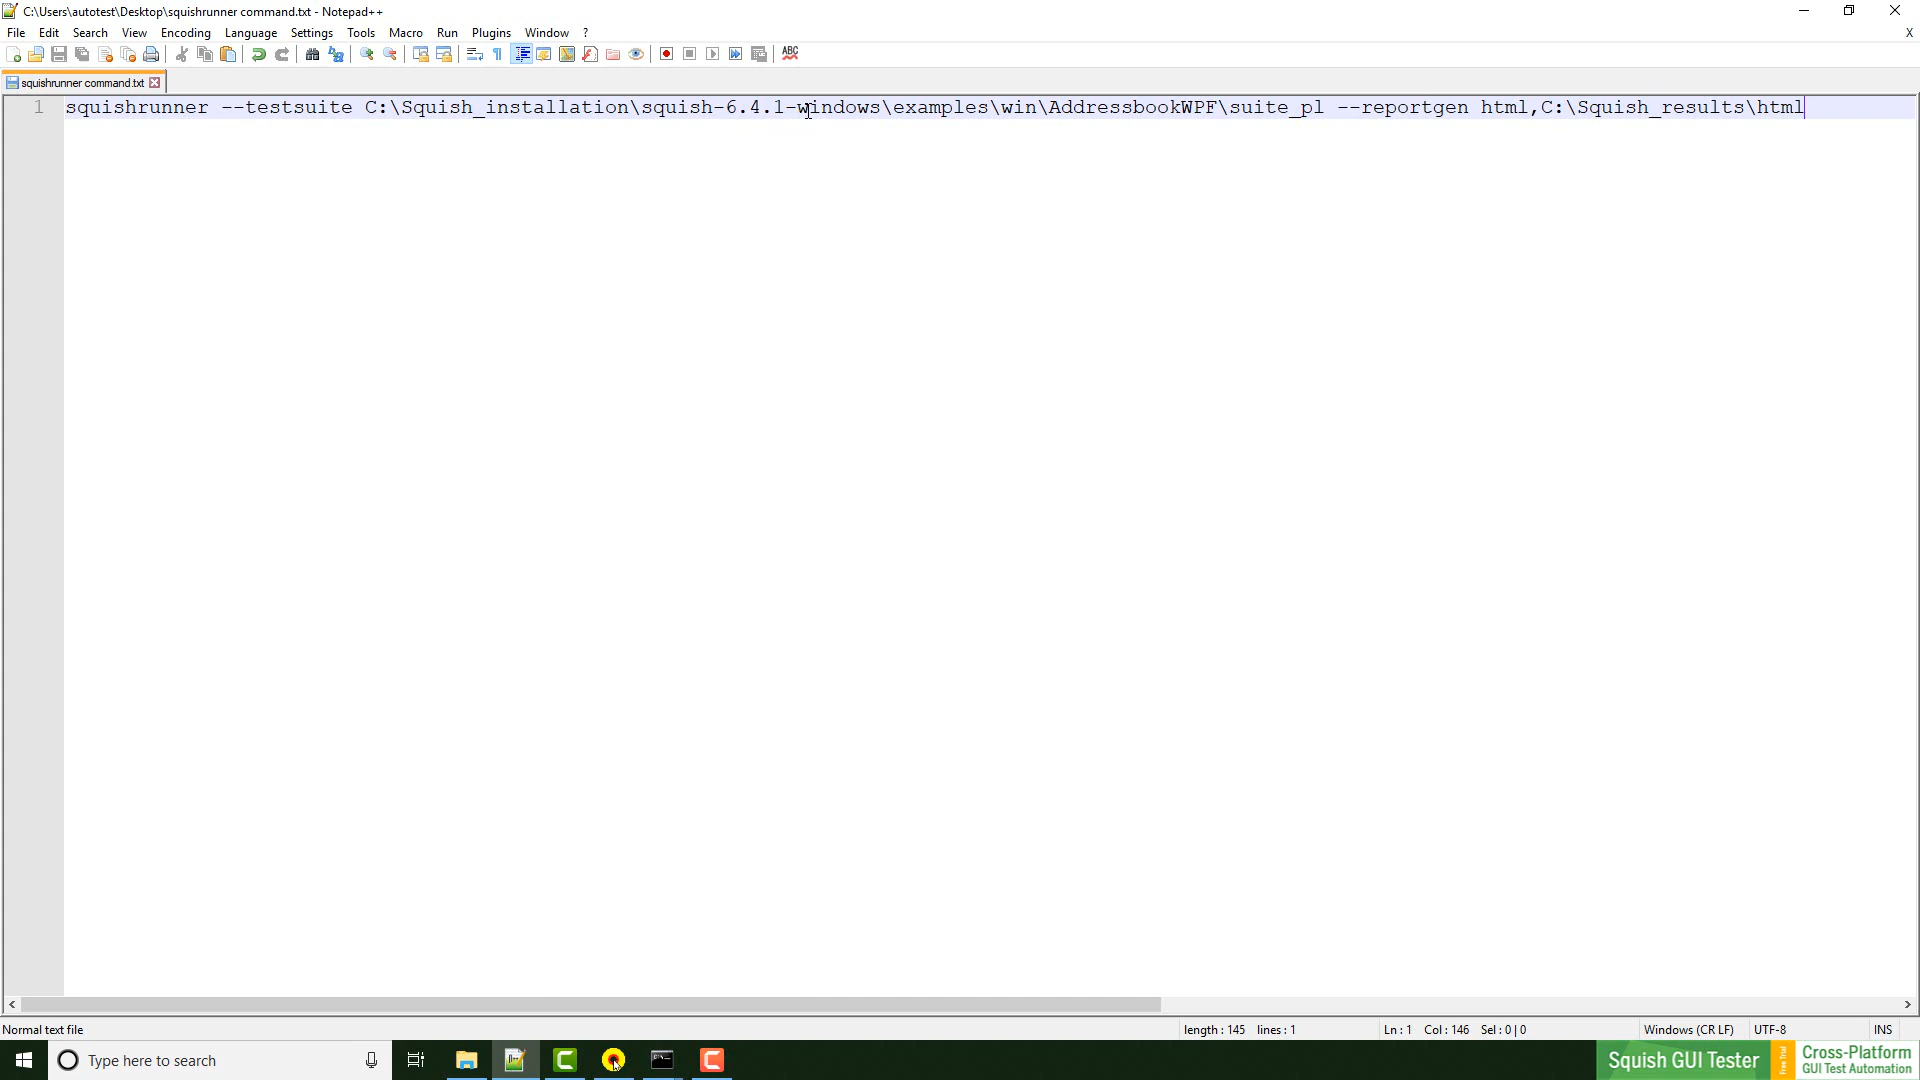 C:\Users\autotest\Desktop\squishrunner command.txt - Notepad++
File Edit Search View Encoding Language Settings Tools Macro Run Plugins Window ? X
ABC
squishrunner command.txt
1 squishrunner --testsuite C:\Squish_installation\squish-6.4.1-windows\examples\win\AddressbookWPF\suite_pl --reportgen html,C:\Squish_results\html
Normal text file length : 145 lines : 1 Ln : 1 Col : 146 Sel : 0 | 0 Windows (CR LF) UTF-8 INS
Type here to search
Squish GUI Tester
Free Trial
Cross-Platform
GUI Test Automation